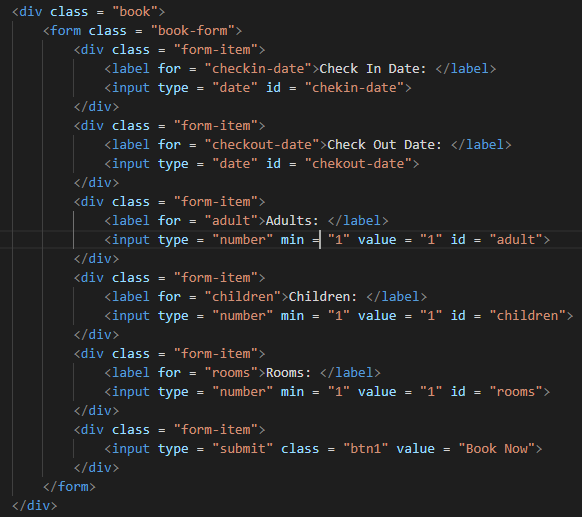 <div class = "book">
<form class = "book-form">
<div class = "form-item">
<label for = "checkin-date">Check In Date: </label>
<input type = "date" id = "chekin-date">
</div>
<div class = "form-item">
<label for = "checkout-date">Check Out Date: </label>
<input type = "date" id = "chekout-date">
</div>
<div class = "form-item">
<label for = "adult">Adults: </label>
<input type = "number" min = "1" value = "1" id = "adult">
</div>
<div class = "form-item">
<label for = "children">Children: </label>
<input type = "number" min = "1" value = "1" id = "children">
</div>
<div class = "form-item">
<label for = "rooms">Rooms: </label>
<input type = "number" min = "1" value = "1" id = "rooms">
</div>
<div class = "form-item">
<input type = "submit" class = "btn1" value = "Book Now">
</div>
</form>
</div>